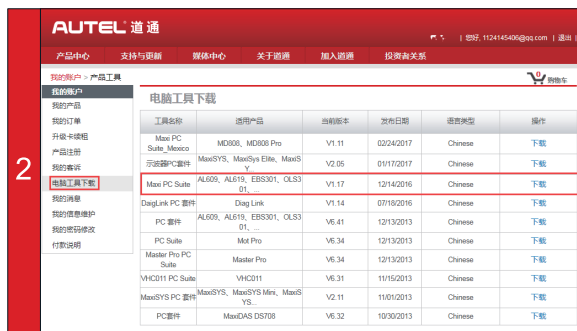 AUTEL 道通
| 您好, 1124145406@qq.com | 退出 |
产品中心 支持与更新 媒体中心 关于道通 加入道通 投资者关系
我的账户 > 产品工具
0 购物车
2
我的账户
我的产品
我的订单
升级卡续租
产品注册
我的客诉
电脑工具下载
我的消息
我的信息维护
我的密码修改
付款说明
电脑工具下载
工具名称 适用产品 当前版本 发布日期 语言类型 操作
Maxi PC Suite_Mexico MD808、MD808 Pro V1.11 02/24/2017 Chinese 下载
示波器PC套件 MaxiSYS、MaxiSys Elite、MaxiSY... V2.05 01/17/2017 Chinese 下载
Maxi PC Suite AL609、AL619、EBS301、OLS301、... V1.17 12/14/2016 Chinese 下载
DaigLink PC 套件 Diag Link V1.14 07/18/2016 Chinese 下载
PC 套件 AL609、AL619、EBS301、OLS301、... V6.41 12/13/2013 Chinese 下载
PC Suite Mot Pro V6.34 12/13/2013 Chinese 下载
Master Pro PC Suite Master Pro V6.34 12/13/2013 Chinese 下载
VHC011 PC Suite VHC011 V6.31 11/15/2013 Chinese 下载
MaxiSYS PC 套件 MaxiSYS、MaxiSYS Mini、MaxiSYS... V2.11 11/01/2013 Chinese 下载
PC套件 MaxiDAS DS708 V6.32 10/30/2013 Chinese 下载